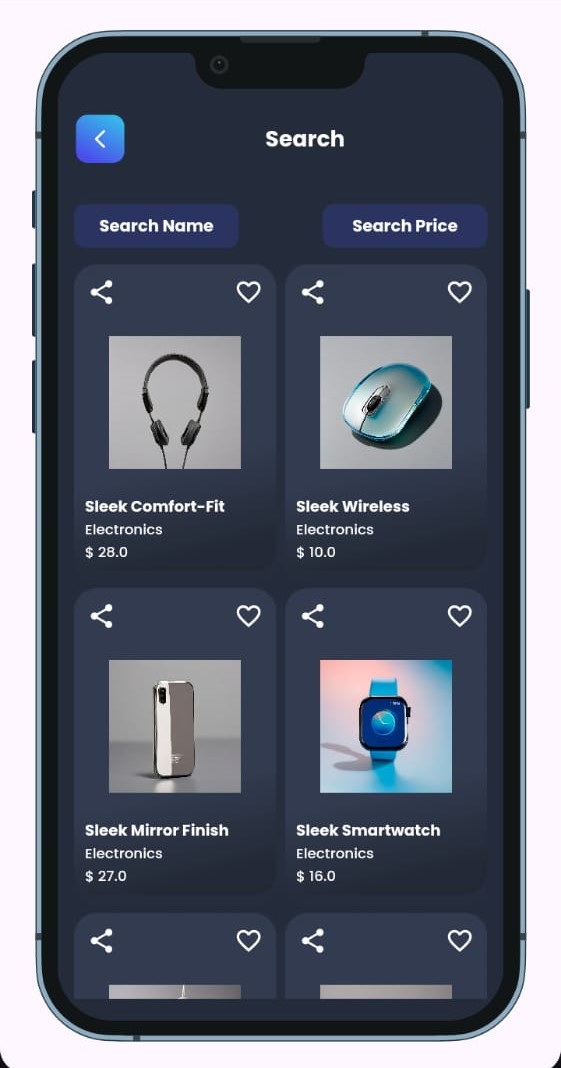 Search
Search Name
Search Price
Sleek Comfort-Fit
Electronics
$ 28.0
Sleek Wireless
Electronics
$ 10.0
Sleek Mirror Finish
Electronics
$ 27.0
Sleek Smartwatch
Electronics
$ 16.0